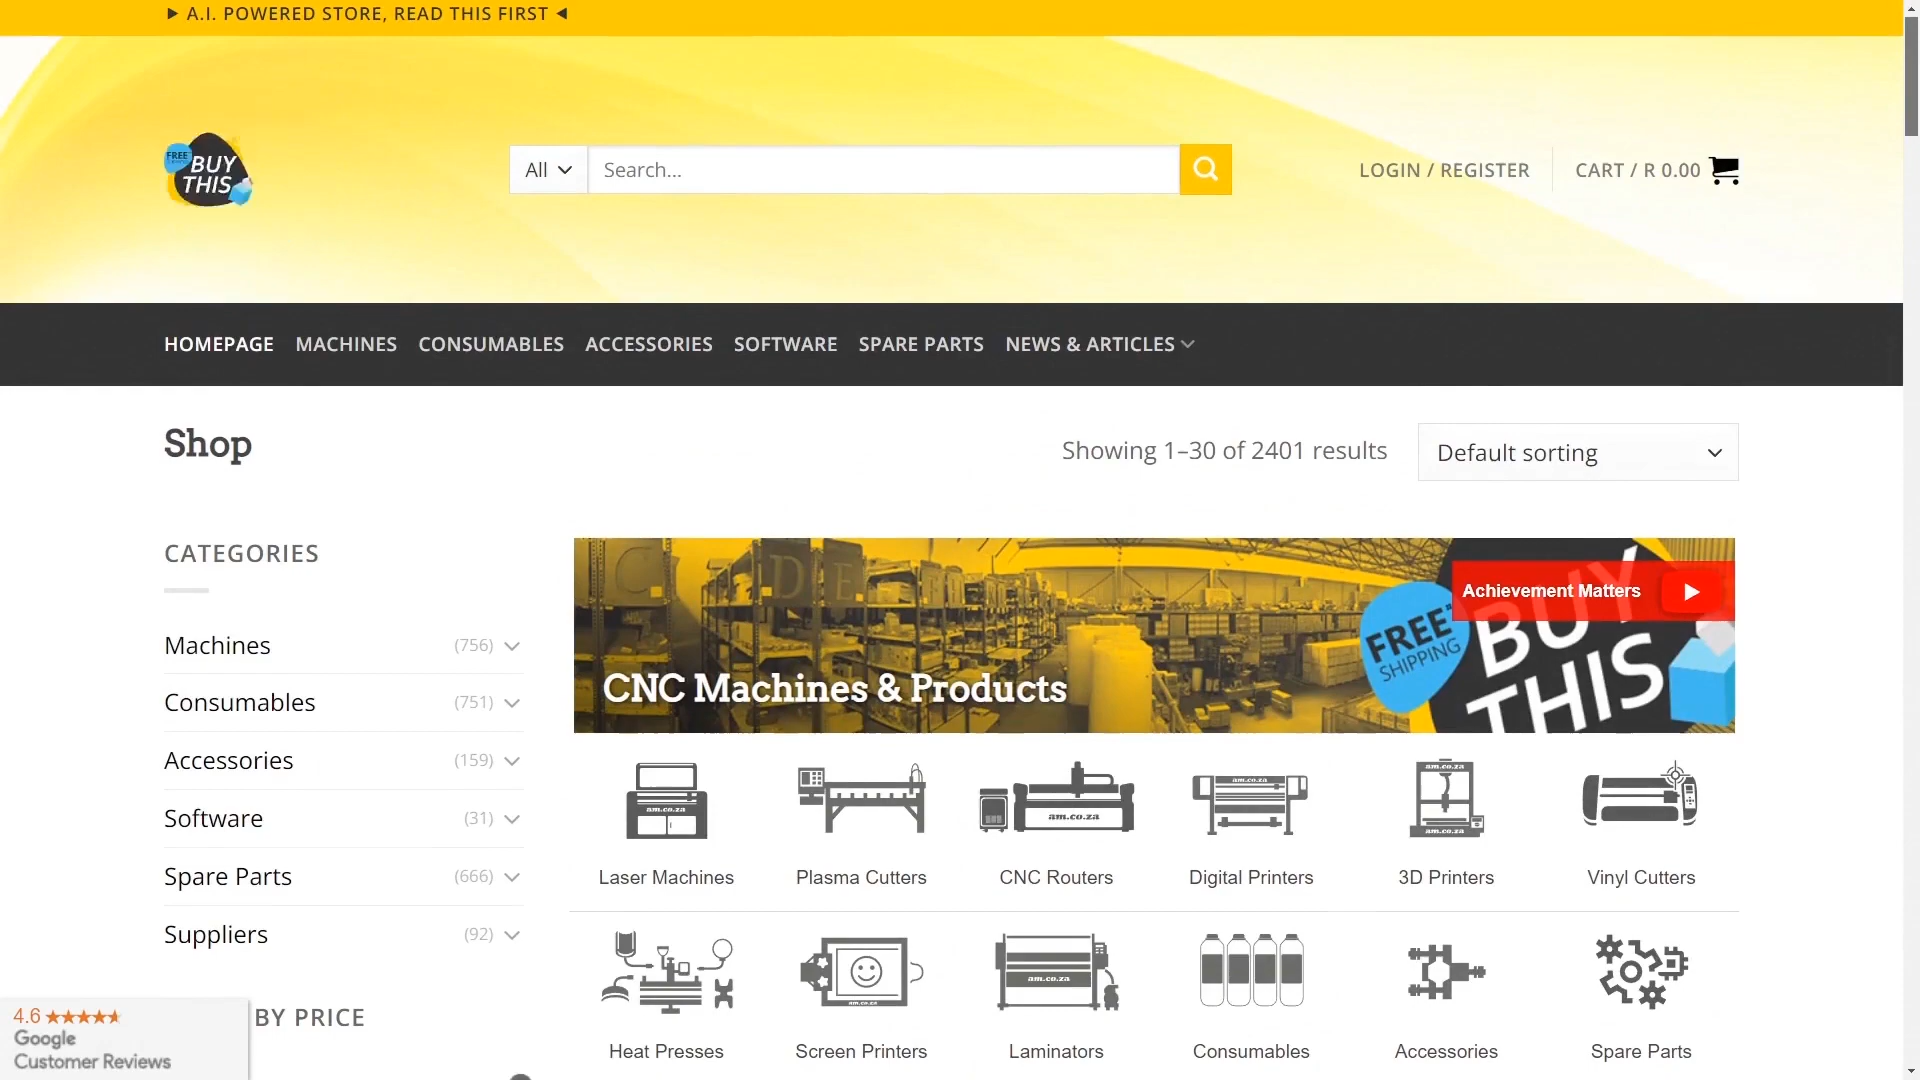 A.I. POWERED STORE, READ THIS FIRST
FREE
BUY
THIS
All
Search...
LOGIN / REGISTER
CART / R 0.00
HOMEPAGE
MACHINES
CONSUMABLES
ACCESSORIES
SOFTWARE
SPARE PARTS
NEWS & ARTICLES
Shop
Showing 1–30 of 2401 results
Default sorting
CATEGORIES
Machines (756)
Consumables (751)
Accessories (159)
Software (31)
Spare Parts (666)
Suppliers (92)
BY PRICE
4.6
Google
Customer Reviews
CNC Machines & Products
Achievement Matters
FREE
SHIPPING
BUY
THIS
am.co.za
am.co.za
am.co.za
am.co.za
am.co.za
Laser Machines
Plasma Cutters
CNC Routers
Digital Printers
3D Printers
Vinyl Cutters
am.co.za
am.co.za
Heat Presses
Screen Printers
Laminators
Consumables
Accessories
Spare Parts